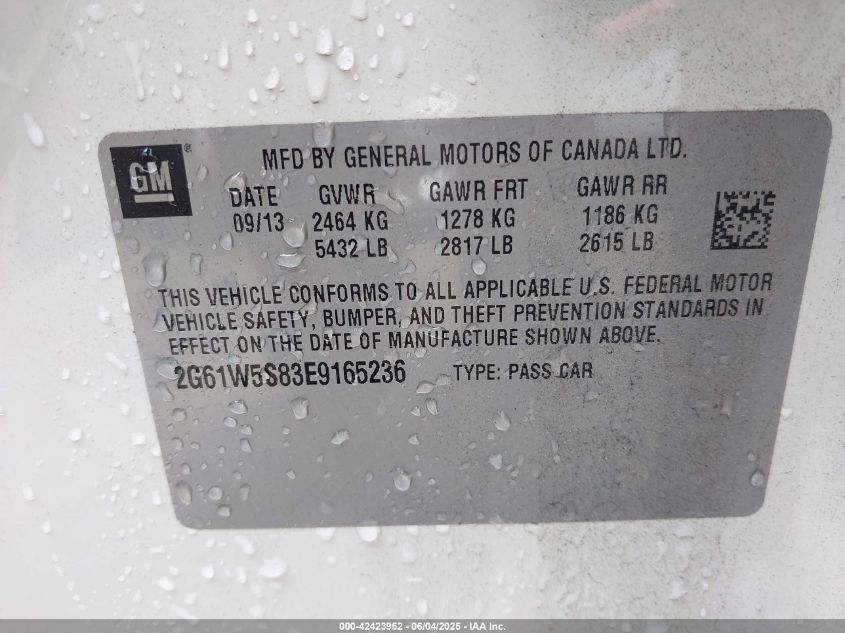 GM®
MFD BY GENERAL MOTORS OF CANADA LTD.
DATE GVWR GAWR FRT GAWR RR
09/13 2464 KG 1278 KG 1186 KG
5432 LB 2817 LB 2615 LB
THIS VEHICLE CONFORMS TO ALL APPLICABLE U.S. FEDERAL MOTOR
VEHICLE SAFETY, BUMPER, AND THEFT PREVENTION STANDARDS IN
EFFECT ON THE DATE OF MANUFACTURE SHOWN ABOVE.
2G61W5S83E9165236 TYPE: PASS CAR
000-42423952 - 06/04/2025 - IAA Inc.